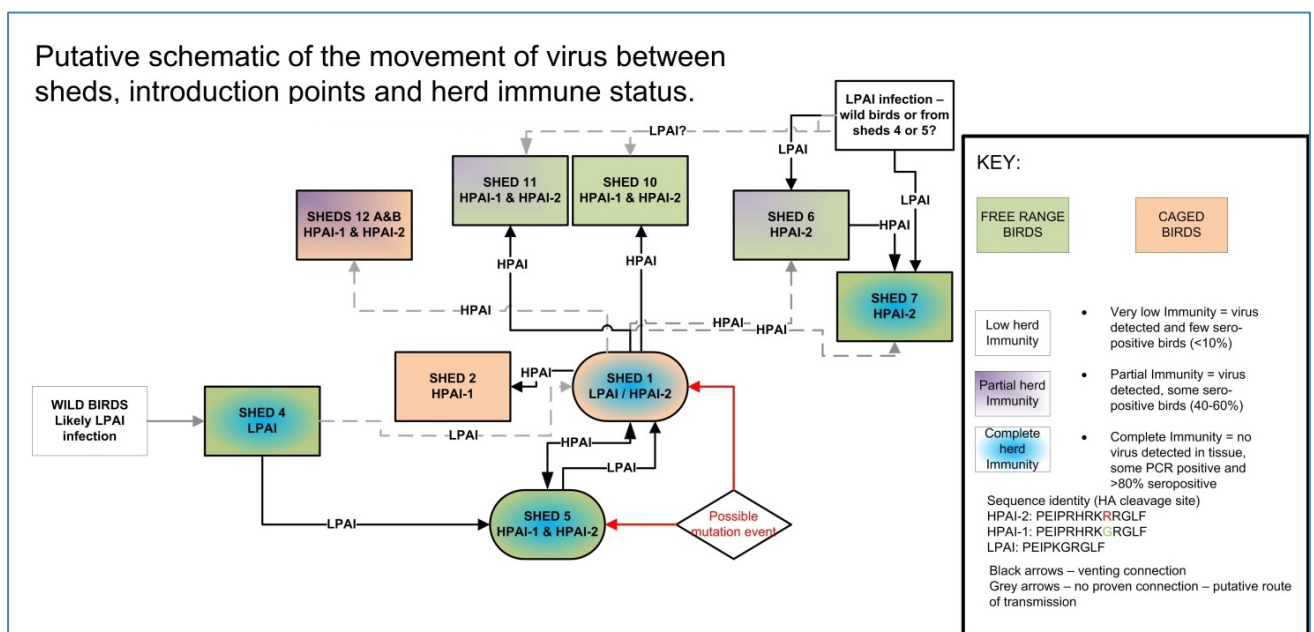 Putative schematic of the movement of virus between
sheds, introduction points and herd immune status.
LPAI infection –
wild birds or from
sheds 4 or 5?
LPAI?
LPAI
LPAI
SHED 11
HPAI-1 & HPAI-2
SHED 10
HPAI-1 & HPAI-2
SHEDS 12 A&B
HPAI-1 & HPAI-2
SHED 6
HPAI-2
HPAI
SHED 7
HPAI-2
HPAI
HPAI
HPAI
HPAI
HPAI
SHED 2
HPAI-1
HPAI
SHED 1
LPAI / HPAI-2
WILD BIRDS
Likely LPAI
infection
SHED 4
LPAI
LPAI
HPAI
LPAI
LPAI
SHED 5
HPAI-1 & HPAI-2
Possible
mutation event
KEY:
FREE RANGE
BIRDS
CAGED
BIRDS
Low herd
Immunity
• Very low Immunity = virus
detected and few sero-
positive birds (<10%)
Partial herd
Immunity
• Partial Immunity = virus
detected, some sero-
positive birds (40-60%)
Complete
herd
Immunity
• Complete Immunity = no
virus detected in tissue,
some PCR positive and
>80% seropositive
Sequence identity (HA cleavage site)
HPAI-2: PEIPRHRKRRGLF
HPAI-1: PEIPRHRKGRGLF
LPAI: PEIPKGRGLF
Black arrows – venting connection
Grey arrows – no proven connection – putative route
of transmission